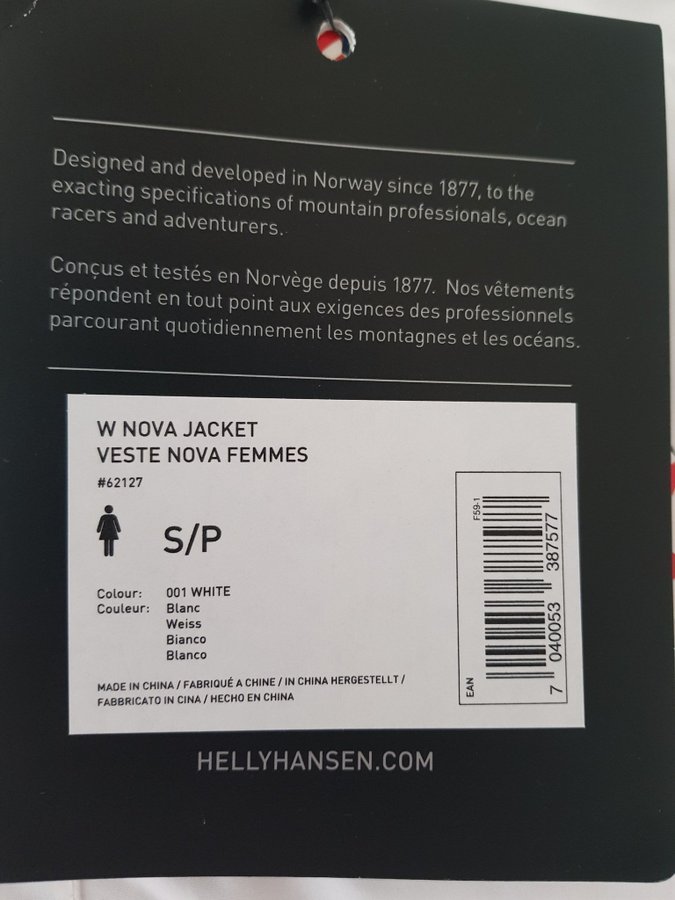 Designed and developed in Norway since 1877, to the
exacting specifications of mountain professionals, ocean
racers and adventurers.
Conçus et testés en Norvège depuis 1877. Nos vêtements
répondent en tout point aux exigences des professionnels
parcourant quotidiennement les montagnes et les océans.
W NOVA JACKET
VESTE NOVA FEMMES
#62127
S/P
Colour: 001 WHITE
Couleur: Blanc
Weiss
Bianco
Blanco
MADE IN CHINA / FABRIQUÉ A CHINE / IN CHINA HERGESTELLT /
FABBRICATO IN CINA / HECHO EN CHINA
F59-1
EAN
7 040053 387577
HELLYHANSEN.COM